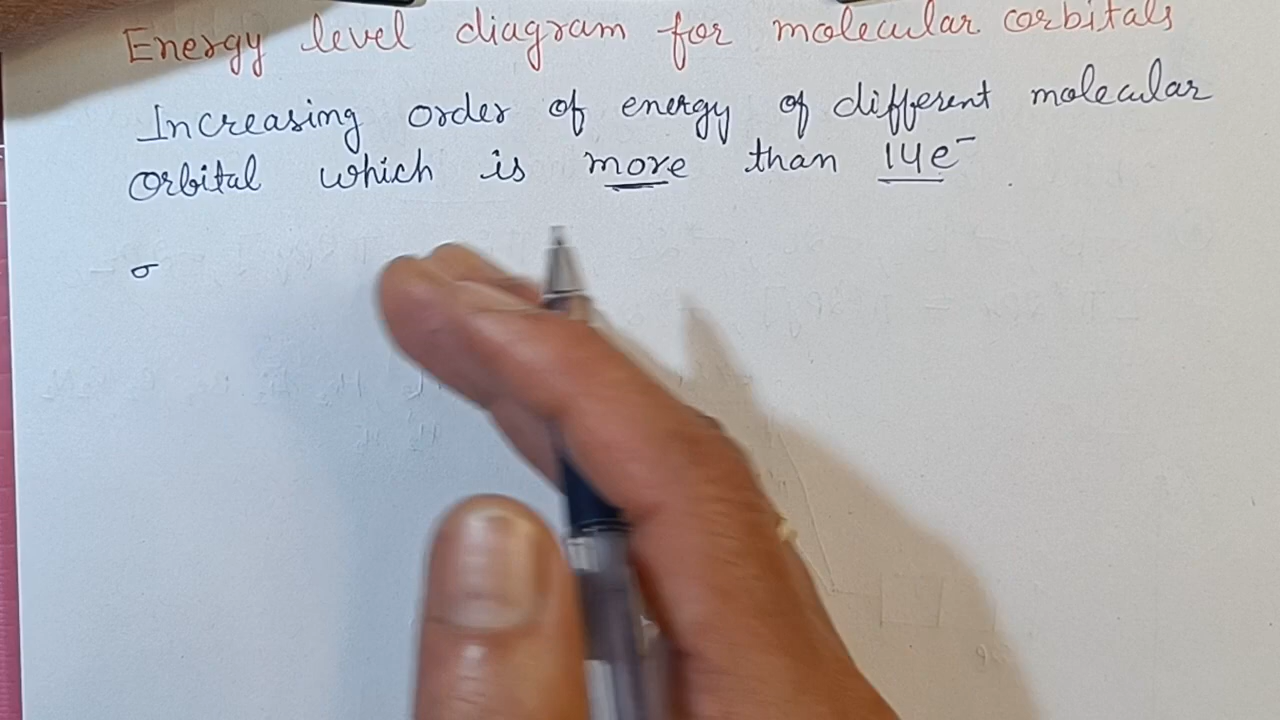 Energy level diagram for molecular orbitals
Increasing order of energy of different molecular
orbital which is more than 14e⁻
σ